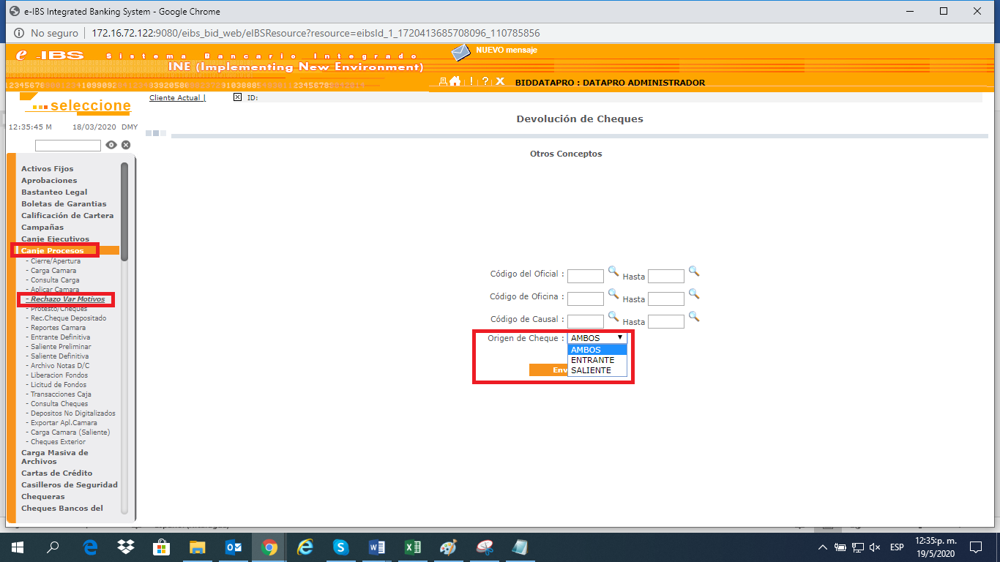 e-IBS Integrated Banking System - Google Chrome
No seguro
172.16.72.122:9080/eibs_bid_web/eIBSResource?resource=eibsId_1_1720413685708096_110785856
e -IBS Sistema Bancario Integrado
NUEVO mensaje
INE (Implementing New Environment)
! ? X BIDDATAPRO : DATAPRO ADMINISTRADOR
...seleccione
Cliente Actual | ID:
12:35:45 M 18/03/2020 DMY
Devolución de Cheques
Otros Conceptos
Activos Fijos
Aprobaciones
Bastanteo Legal
Boletas de Garantias
Calificación de Cartera
Campañas
Canje Ejecutivos
Canje Procesos
- Cierre/Apertura
- Carga Camara
- Consulta Carga
- Aplicar Camara
- Rechazo Var Motivos
- Protesto/Cheques
- Rec.Cheque Depositado
- Reportes Camara
- Entrante Definitiva
- Saliente Preliminar
- Saliente Definitiva
- Archivo Notas D/C
- Liberacion Fondos
- Licitud de Fondos
- Transacciones Caja
- Consulta Cheques
- Depositos No Digitalizados
- Exportar Apl.Camara
- Carga Camara (Saliente)
- Cheques Exterior
Carga Masiva de
Archivos
Cartas de Crédito
Casilleros de Seguridad
Chequeras
Cheques Bancos del
Código del Oficial : Hasta
Código de Oficina : Hasta
Código de Causal : Hasta
Origen de Cheque : AMBOS
AMBOS
ENTRANTE
SALIENTE
Env
ESP
12:35:p. m.
19/5/2020